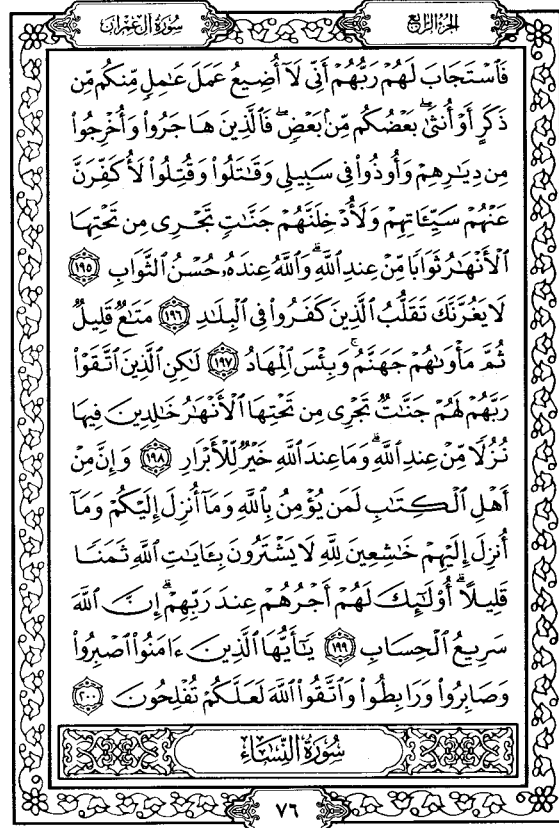 سُورَةُ آلِ عِمْرَان
الجُزْءُ الرَّابِع
فَٱسْتَجَابَ لَهُمْ رَبُّهُمْ أَنِّى لَآ أُضِيعُ عَمَلَ عَٰمِلٍ مِّنكُم مِّن
ذَكَرٍ أَوْ أُنثَىٰۖ بَعْضُكُم مِّنۢ بَعْضٍۖ فَٱلَّذِينَ هَاجَرُوا۟ وَأُخْرِجُوا۟
مِن دِيَٰرِهِمْ وَأُوذُوا۟ فِى سَبِيلِى وَقَٰتَلُوا۟ وَقُتِلُوا۟ لَأُكَفِّرَنَّ
عَنْهُمْ سَيِّـَٔاتِهِمْ وَلَأُدْخِلَنَّهُمْ جَنَّٰتٍ تَجْرِى مِن تَحْتِهَا
ٱلْأَنْهَٰرُ ثَوَابًا مِّنْ عِندِ ٱللَّهِۗ وَٱللَّهُ عِندَهُۥ حُسْنُ ٱلثَّوَابِ ١٩٥
لَا يَغُرَّنَّكَ تَقَلُّبُ ٱلَّذِينَ كَفَرُوا۟ فِى ٱلْبِلَٰدِ ١٩٦ مَتَٰعٌ قَلِيلٌ
ثُمَّ مَأْوَىٰهُمْ جَهَنَّمُۚ وَبِئْسَ ٱلْمِهَادُ ١٩٧ لَٰكِنِ ٱلَّذِينَ ٱتَّقَوْا۟
رَبَّهُمْ لَهُمْ جَنَّٰتٌ تَجْرِى مِن تَحْتِهَا ٱلْأَنْهَٰرُ خَٰلِدِينَ فِيهَا
نُزُلًا مِّنْ عِندِ ٱللَّهِۗ وَمَا عِندَ ٱللَّهِ خَيْرٌ لِّلْأَبْرَارِ ١٩٨ وَإِنَّ مِنْ
أَهْلِ ٱلْكِتَٰبِ لَمَن يُؤْمِنُ بِٱللَّهِ وَمَآ أُنزِلَ إِلَيْكُمْ وَمَآ
أُنزِلَ إِلَيْهِمْ خَٰشِعِينَ لِلَّهِ لَا يَشْتَرُونَ بِـَٔايَٰتِ ٱللَّهِ ثَمَنًا
قَلِيلًاۗ أُو۟لَٰٓئِكَ لَهُمْ أَجْرُهُمْ عِندَ رَبِّهِمْۗ إِنَّ ٱللَّهَ
سَرِيعُ ٱلْحِسَابِ ١٩٩ يَٰٓأَيُّهَا ٱلَّذِينَ ءَامَنُوا۟ ٱصْبِرُوا۟
وَصَابِرُوا۟ وَرَابِطُوا۟ وَٱتَّقُوا۟ ٱللَّهَ لَعَلَّكُمْ تُفْلِحُونَ ٢٠٠
سُورَةُ النِّسَاءِ
٧٦